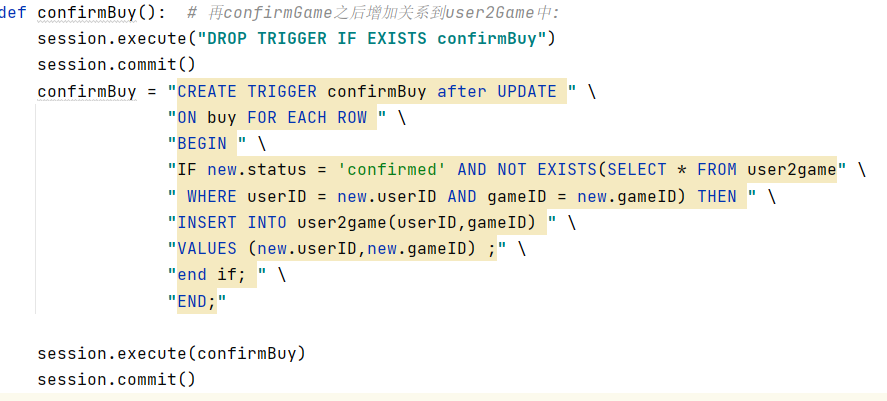 def confirmBuy():  # 再confirmGame之后增加关系到user2Game中:
    session.execute("DROP TRIGGER IF EXISTS confirmBuy")
    session.commit()
    confirmBuy = "CREATE TRIGGER confirmBuy after UPDATE " \
                 "ON buy FOR EACH ROW " \
                 "BEGIN " \
                 "IF new.status = 'confirmed' AND NOT EXISTS(SELECT * FROM user2game" \
                 " WHERE userID = new.userID AND gameID = new.gameID) THEN " \
                 "INSERT INTO user2game(userID,gameID) " \
                 "VALUES (new.userID,new.gameID) ;" \
                 "end if; " \
                 "END;"
    session.execute(confirmBuy)
    session.commit()